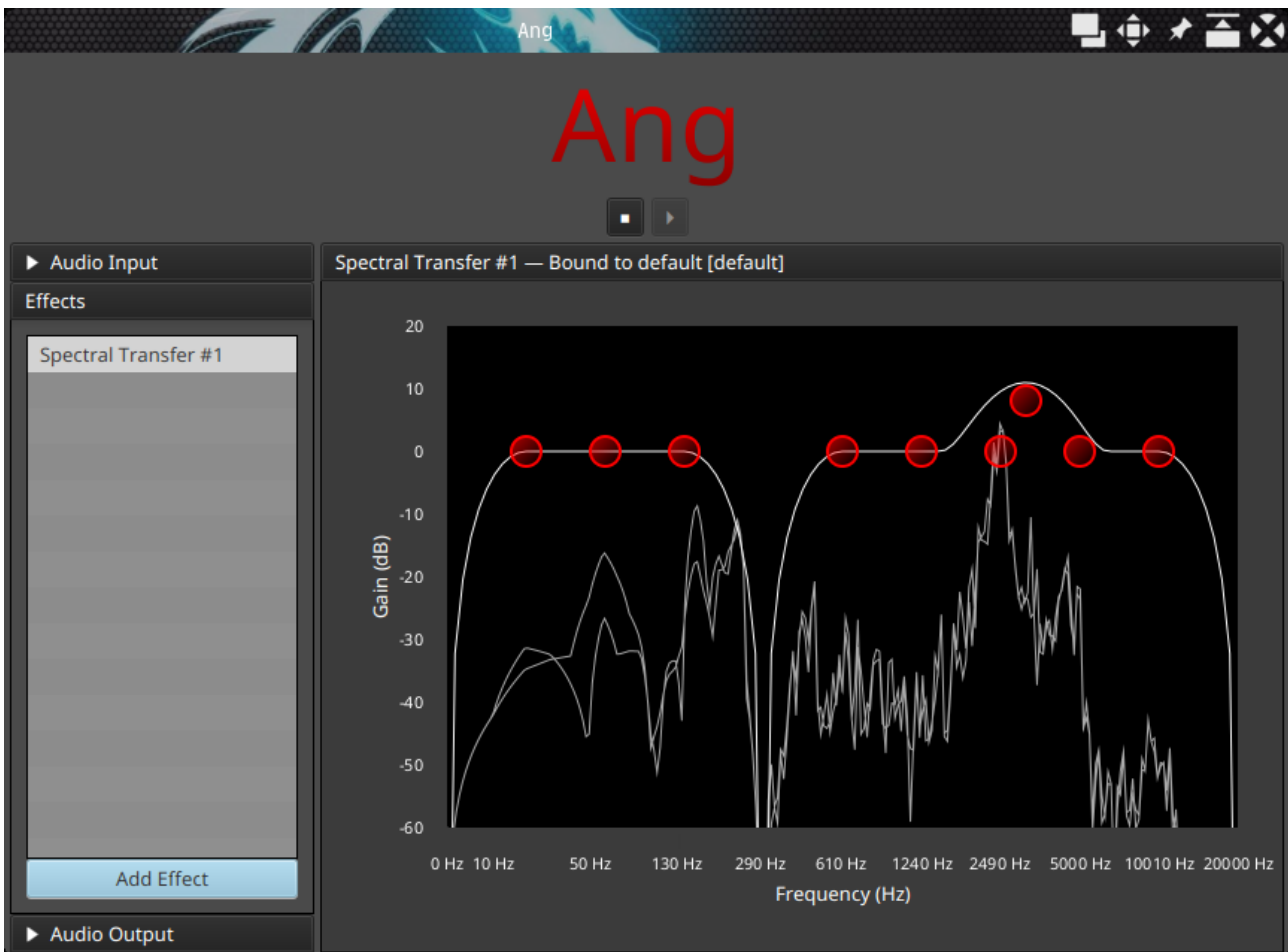 Ang
Ang
Audio Input
Effects
Spectral Transfer #1
Add Effect
Audio Output
Spectral Transfer #1 — Bound to default [default]
20
10
0
-10
-20
-30
-40
-50
-60
Gain (dB)
0 Hz 10 Hz 50 Hz 130 Hz 290 Hz 610 Hz 1240 Hz 2490 Hz 5000 Hz 10010 Hz 20000 Hz
Frequency (Hz)